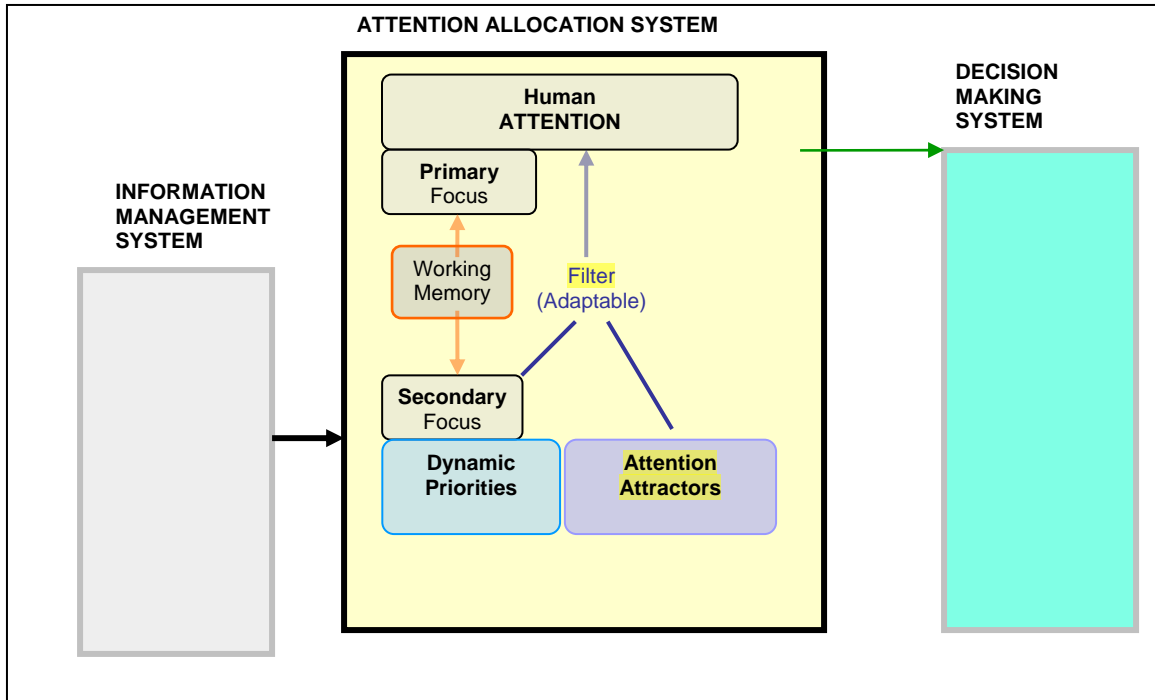 ATTENTION ALLOCATION SYSTEM
DECISION
MAKING
SYSTEM
Human
ATTENTION
Primary
Focus
INFORMATION
MANAGEMENT
SYSTEM
Working
Memory
Filter
(Adaptable)
Secondary
Focus
Dynamic
Priorities
Attention
Attractors